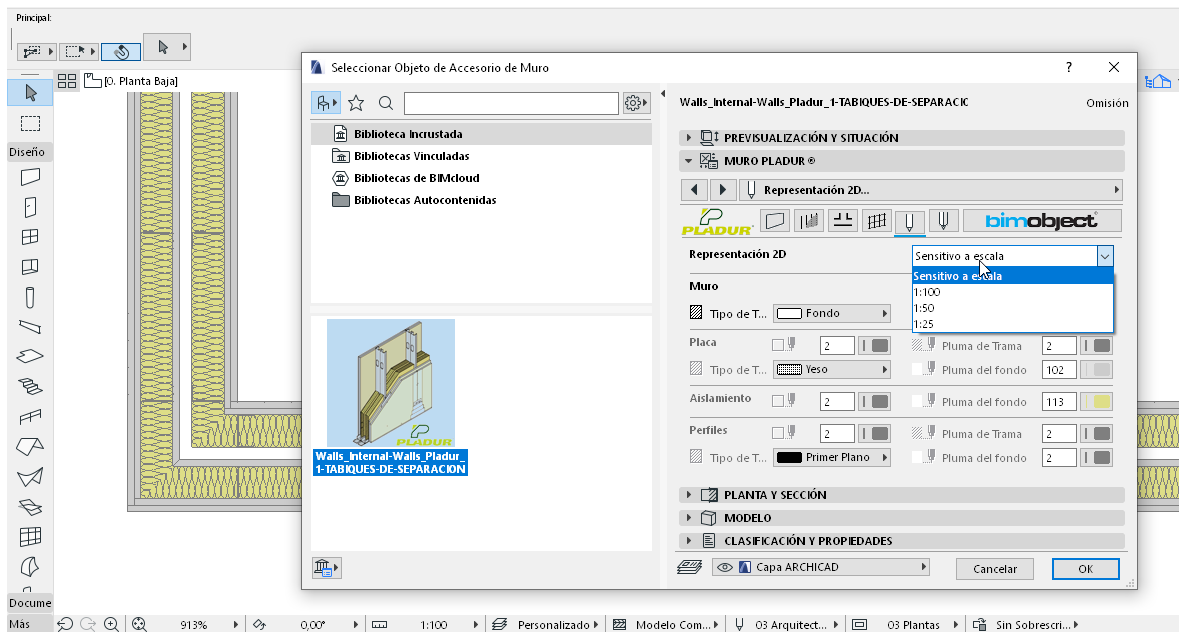 Principal:
[0. Planta Baja]
Diseño
Docume
Más
Seleccionar Objeto de Accesorio de Muro
?
Biblioteca Incrustada
Bibliotecas Vinculadas
Bibliotecas de BIMcloud
Bibliotecas Autocontenidas
PLADUR
Walls_Internal-Walls_Pladur_
1-TABIQUES-DE-SEPARACION
Walls_Internal-Walls_Pladur_1-TABIQUES-DE-SEPARACIC
Omisión
PREVISUALIZACIÓN Y SITUACIÓN
MURO PLADUR ®
Representación 2D...
PLADUR®
bimobject®
Representación 2D
Sensitivo a escala
Sensitivo a escala
1:100
1:50
1:25
Muro
Tipo de T... Fondo
Placa 2 Pluma de Trama 2
Tipo de T... Yeso Pluma del fondo 102
Aislamiento 2 Pluma del fondo 113
Perfiles 2 Pluma de Trama 2
Tipo de T... Primer Plano Pluma del fondo 2
PLANTA Y SECCIÓN
MODELO
CLASIFICACIÓN Y PROPIEDADES
Capa ARCHICAD
Cancelar
OK
913% 0,00° 1:100 Personalizado Modelo Com... 03 Arquitect... 03 Plantas Sin Sobrescri...